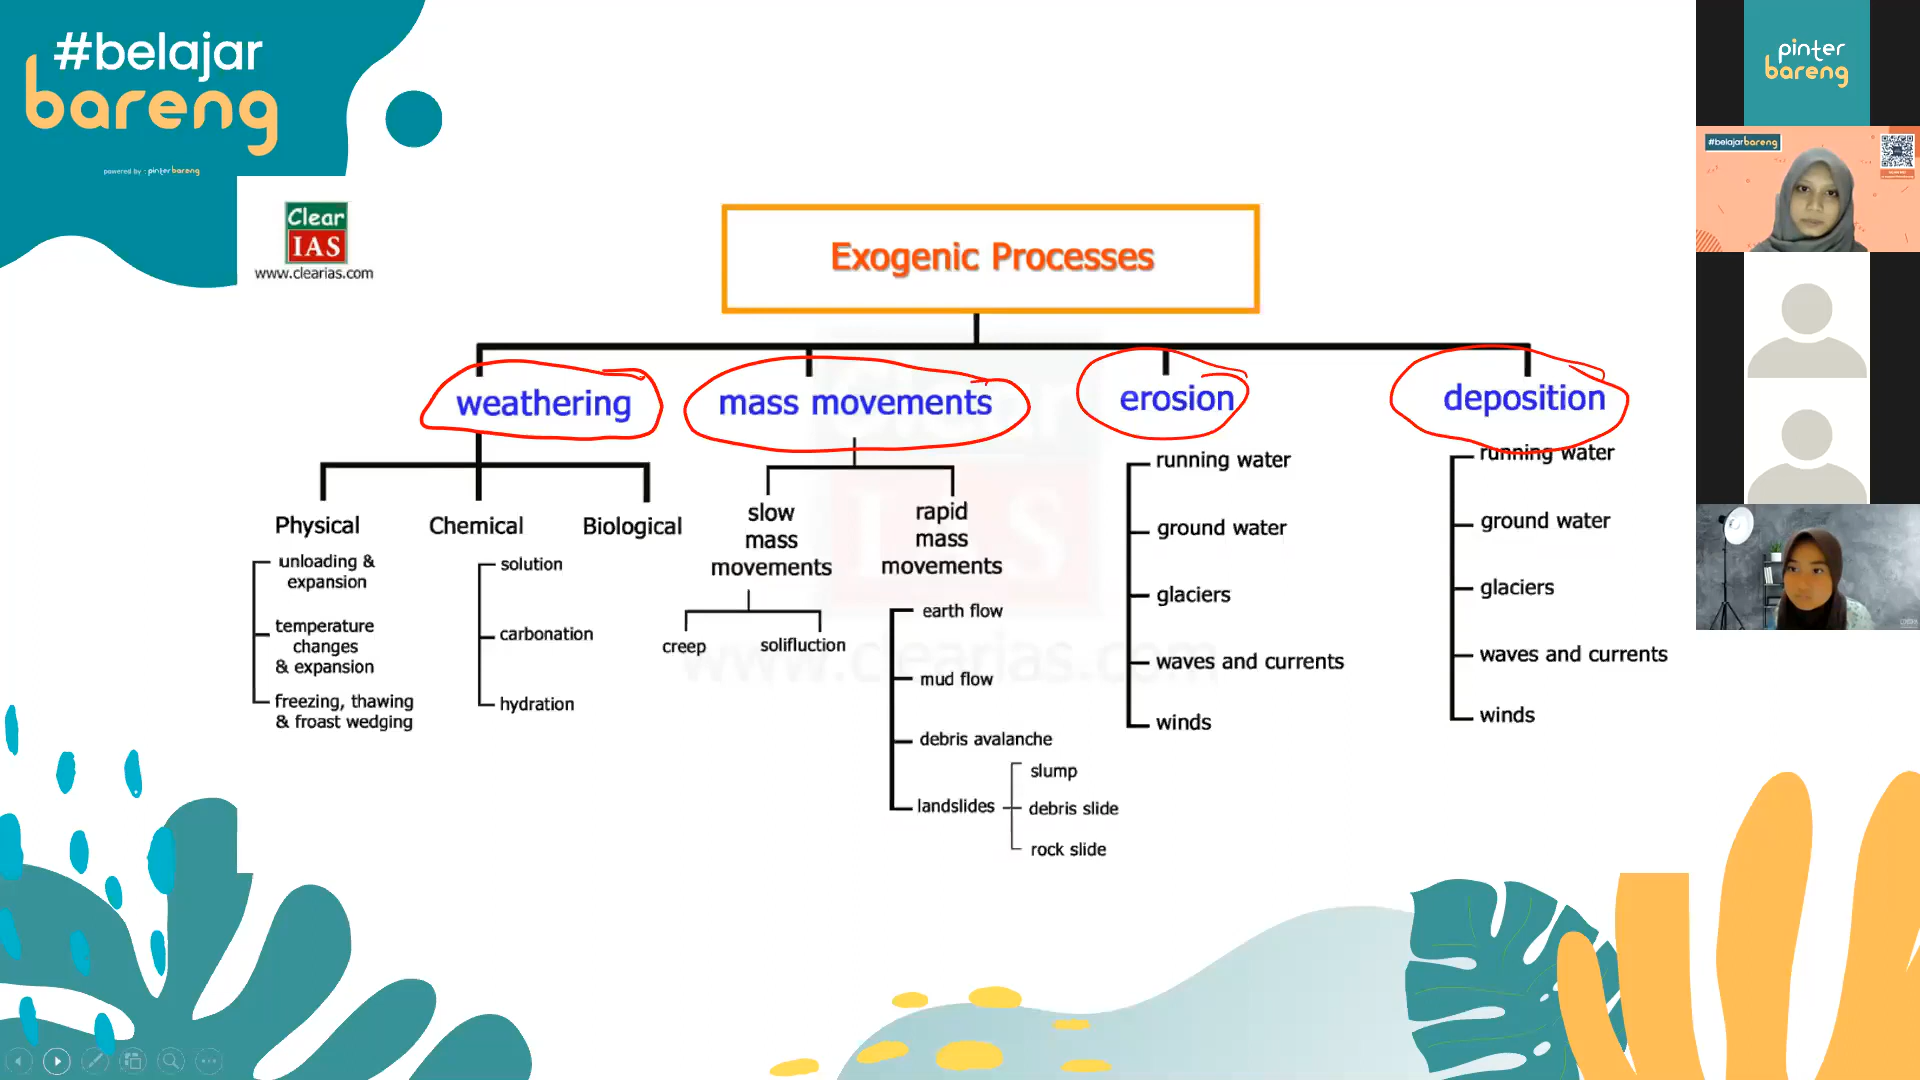 #belajar
bareng
powered by : pinterbareng
Clear
IAS
www.clearias.com
Exogenic Processes
weathering
mass movements
erosion
deposition
Physical
Chemical
Biological
unloading &
expansion
temperature
changes
& expansion
freezing, thawing
& froast wedging
solution
carbonation
hydration
slow
mass
movements
rapid
mass
movements
creep
solifluction
earth flow
mud flow
debris avalanche
landslides
slump
debris slide
rock slide
running water
ground water
glaciers
waves and currents
winds
running water
ground water
glaciers
waves and currents
winds
www.clearias.com
pinter
bareng
#belajarbareng